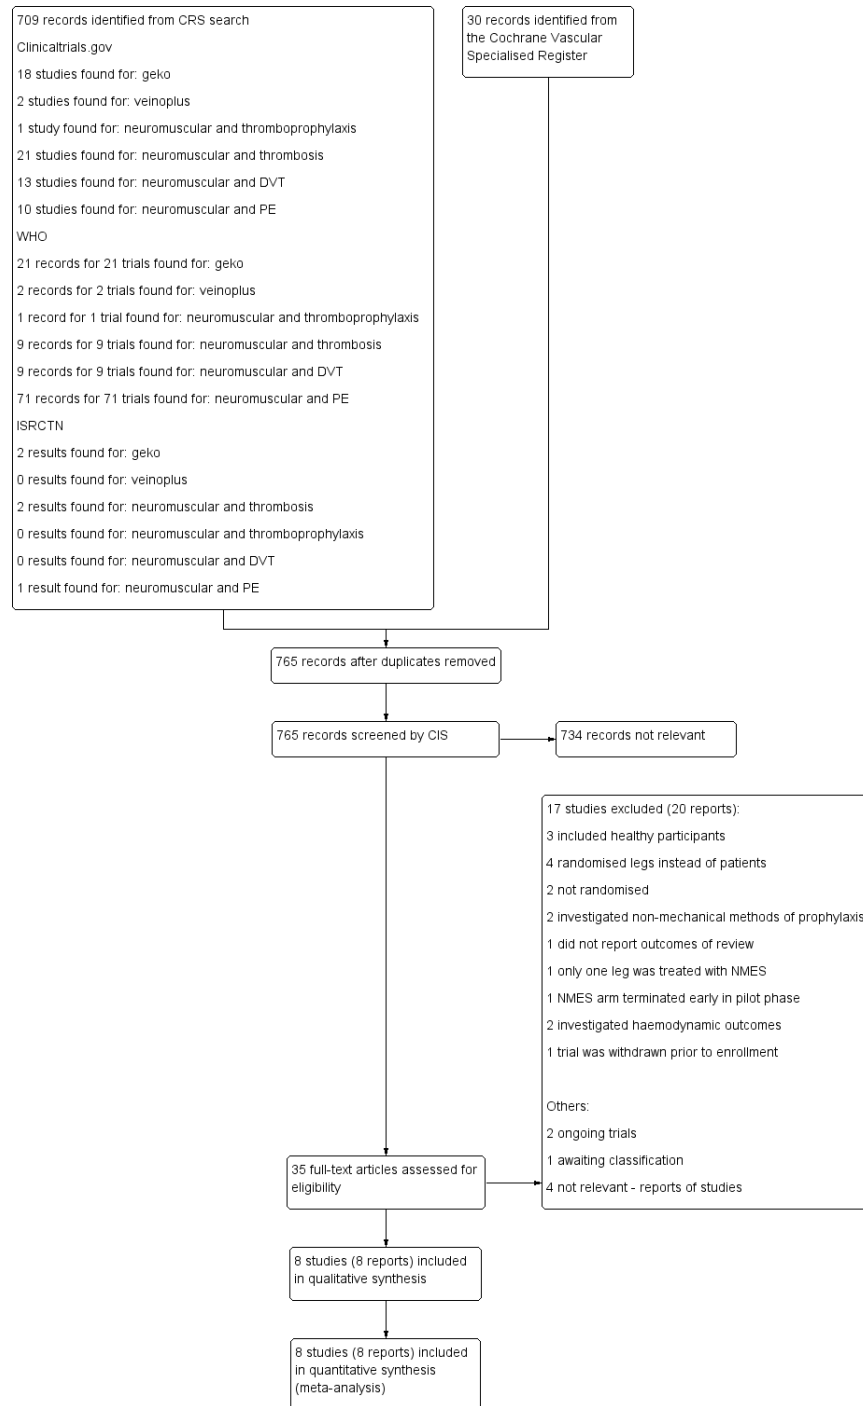 709 records identified from CRS search
Clinicaltrials.gov
18 studies found for: geko
2 studies found for: veinoplus
1 study found for: neuromuscular and thromboprophylaxis
21 studies found for: neuromuscular and thrombosis
13 studies found for: neuromuscular and DVT
10 studies found for: neuromuscular and PE
WHO
21 records for 21 trials found for: geko
2 records for 2 trials found for: veinoplus
1 record for 1 trial found for: neuromuscular and thromboprophylaxis
9 records for 9 trials found for: neuromuscular and thrombosis
9 records for 9 trials found for: neuromuscular and DVT
71 records for 71 trials found for: neuromuscular and PE
ISRCTN
2 results found for: geko
0 results found for: veinoplus
2 results found for: neuromuscular and thrombosis
0 results found for: neuromuscular and thromboprophylaxis
0 results found for: neuromuscular and DVT
1 result found for: neuromuscular and PE
30 records identified from
the Cochrane Vascular
Specialised Register
765 records after duplicates removed
765 records screened by CIS
734 records not relevant
17 studies excluded (20 reports):
3 included healthy participants
4 randomised legs instead of patients
2 not randomised
2 investigated non-mechanical methods of prophylaxis
1 did not report outcomes of review
1 only one leg was treated with NMES
1 NMES arm terminated early in pilot phase
2 investigated haemodynamic outcomes
1 trial was withdrawn prior to enrollment
Others:
2 ongoing trials
1 awaiting classification
4 not relevant - reports of studies
35 full-text articles assessed for
eligibility
8 studies (8 reports) included
in qualitative synthesis
8 studies (8 reports) included
in quantitative synthesis
(meta-analysis)